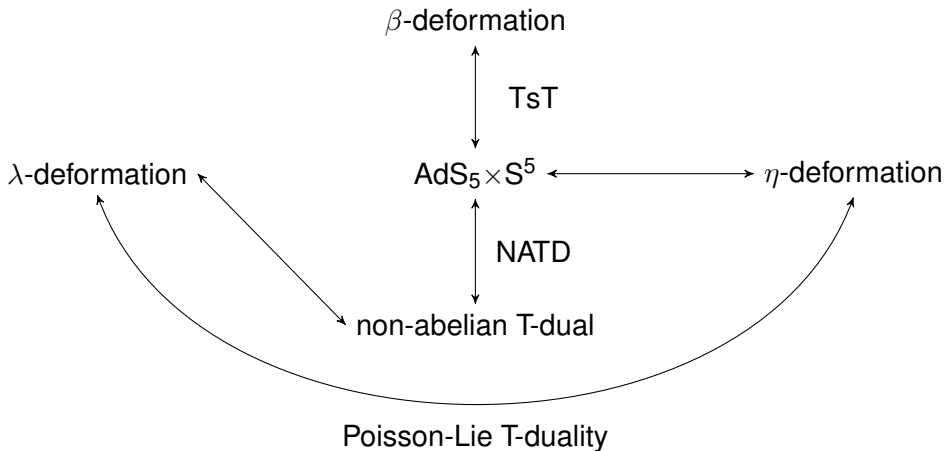 β-deformation
TsT
λ-deformation
AdS₅×S⁵
η-deformation
NATD
non-abelian T-dual
Poisson-Lie T-duality